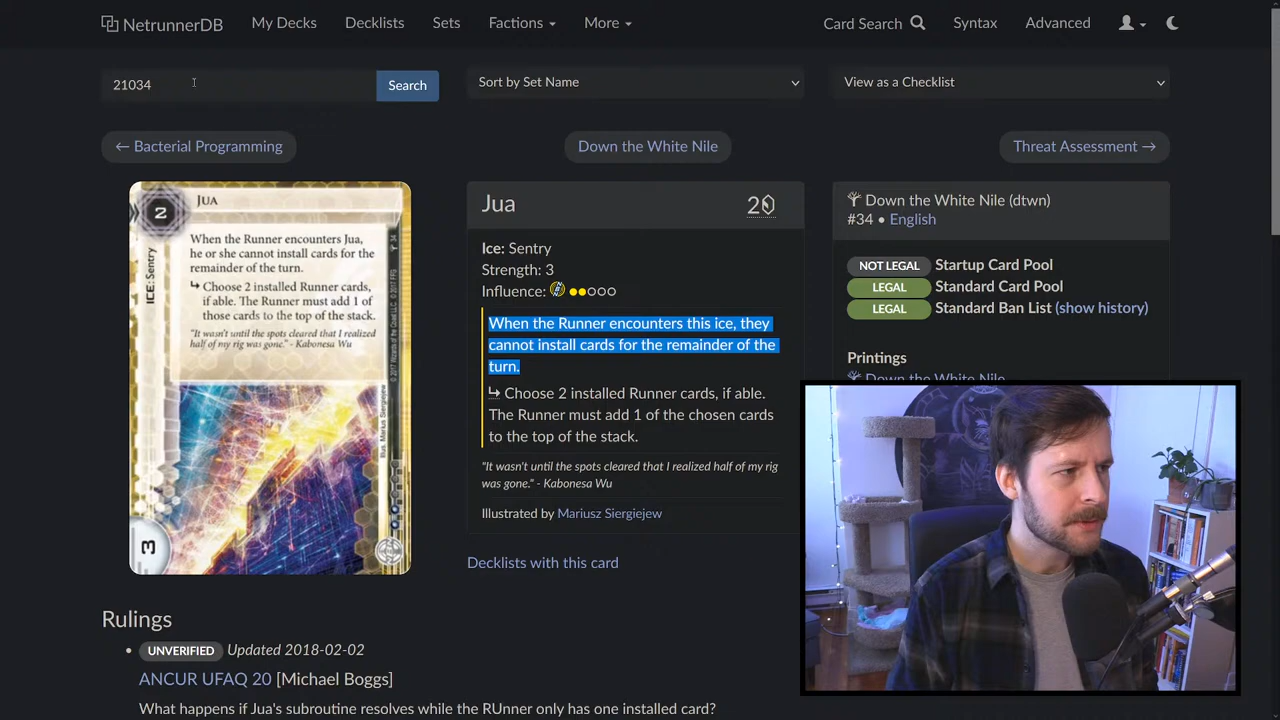 NetrunnerDB My Decks Decklists Sets Factions More Card Search Syntax Advanced
21034 Search Sort by Set Name View as a Checklist
← Bacterial Programming Down the White Nile Threat Assessment →
2 JUA
When the Runner encounters Jua,
he or she cannot install cards for the
remainder of the turn.
↳ Choose 2 installed Runner cards,
if able. The Runner must add 1 of
those cards to the top of the stack.
"It wasn't until the spots cleared that I realized
half of my rig was gone." - Kabonesa Wu
ICE: Sentry
3
Jua 2
Ice: Sentry
Strength: 3
Influence:
When the Runner encounters this ice, they
cannot install cards for the remainder of the
turn.
↳ Choose 2 installed Runner cards, if able.
The Runner must add 1 of the chosen cards
to the top of the stack.
"It wasn't until the spots cleared that I realized half of my rig
was gone." - Kabonesa Wu
Illustrated by Mariusz Siergiejew
Decklists with this card
Down the White Nile (dtwn)
#34 • English
NOT LEGAL Startup Card Pool
LEGAL Standard Card Pool
LEGAL Standard Ban List (show history)
Printings
Down the White Nile
Rulings
• UNVERIFIED Updated 2018-02-02
ANCUR UFAQ 20 [Michael Boggs]
What happens if Jua's subroutine resolves while the RUnner only has one installed card?